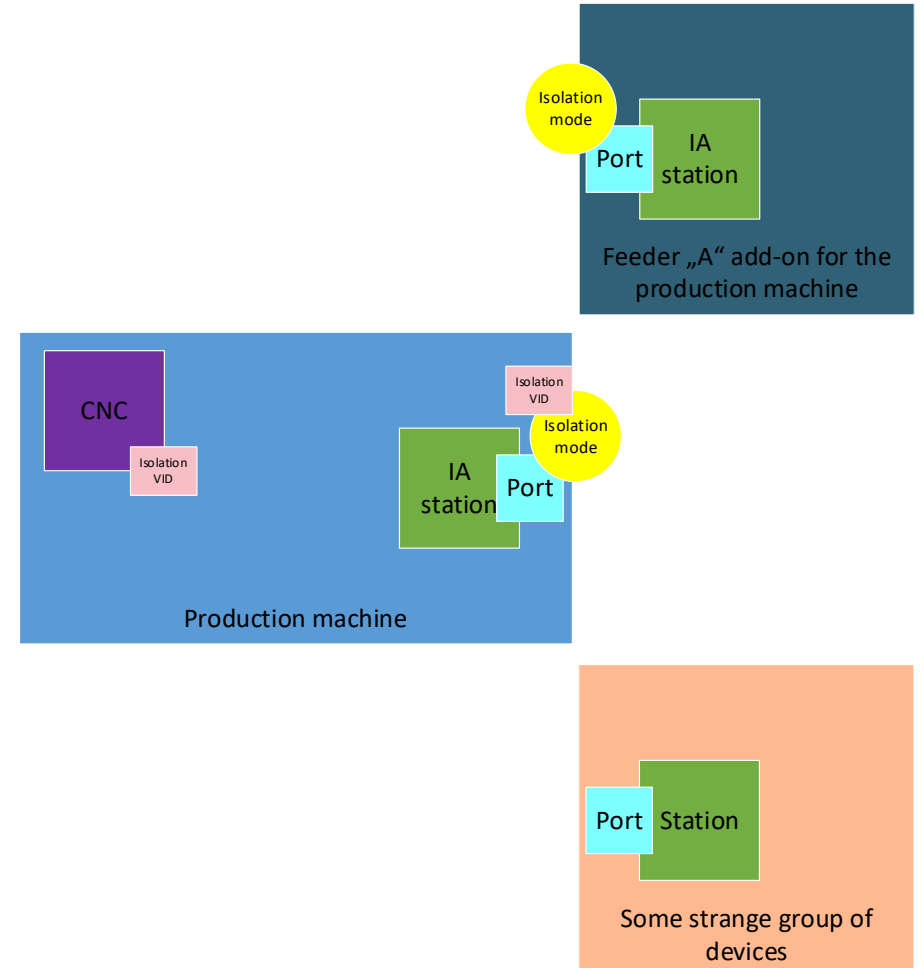 Isolation
mode
Port
IA
station
Feeder „A“ add-on for the
production machine
CNC
Isolation
VID
Isolation
VID
Isolation
mode
IA
station
Port
Production machine
Port
Station
Some strange group of
devices